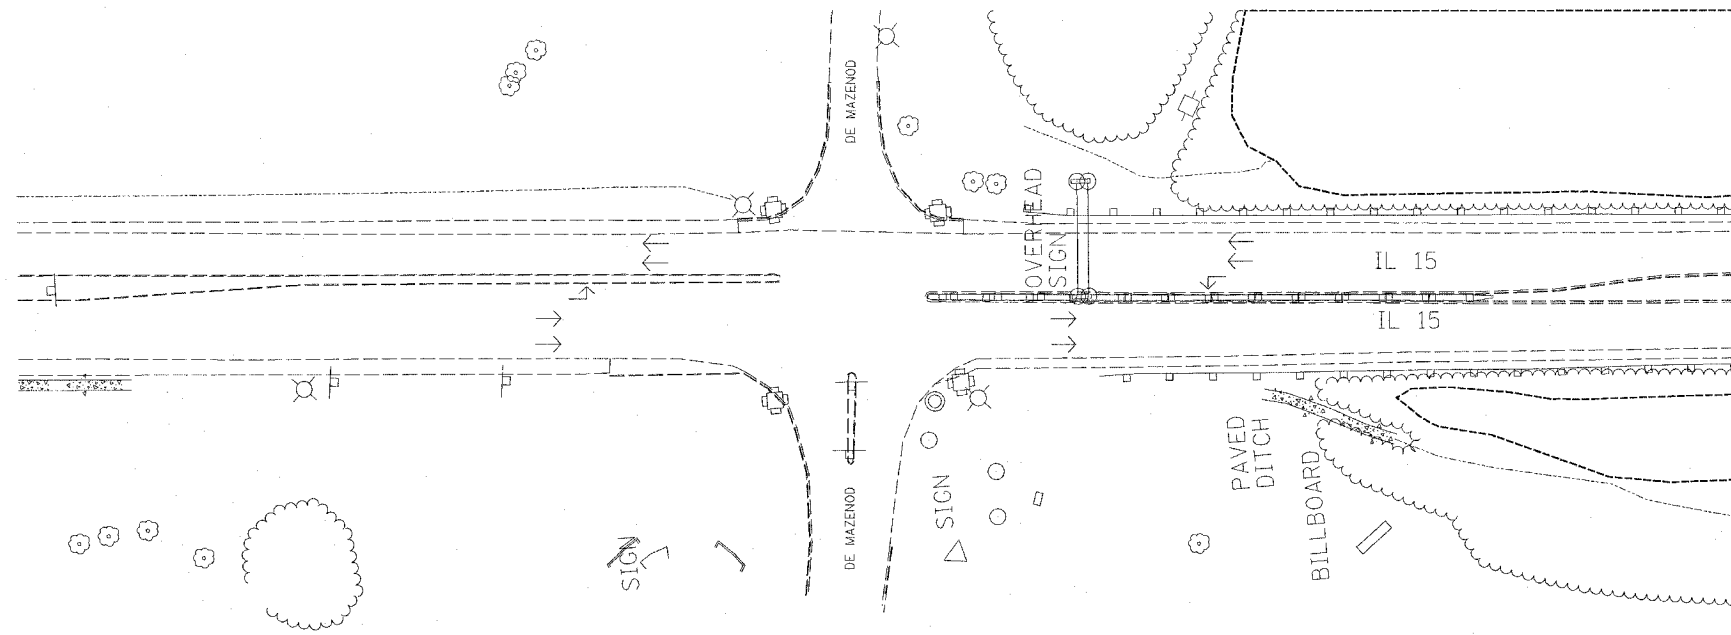 DE MAZENOD
OVERHEAD
SIGN
IL 15
IL 15
PAVED
DITCH
BILLBOARD
SIGN
DE MAZENOD
SIGN